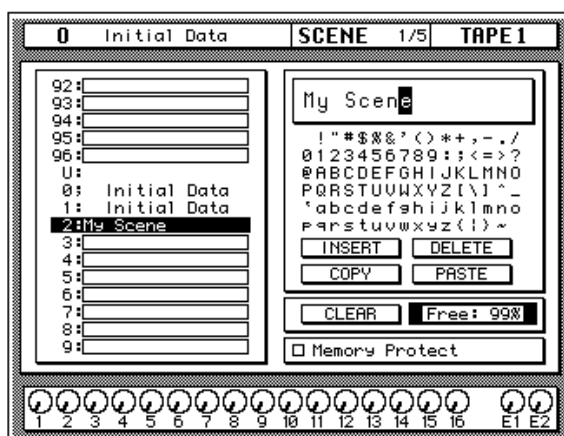 0 Initial Data SCENE 1/5 TAPE 1
92:
93:
94:
95:
96:
U:
0; Initial Data
1: Initial Data
2:My Scene
3:
4:
5:
6:
7:
8:
9:
My Scene
!"#$%&'()*+,-./
0123456789:;<=>?
@ABCDEFGHIJKLMNO
PQRSTUVWXYZ[\]^_
`abcdefghijklmno
pqrstuvwxyz{|}~
INSERT DELETE
COPY PASTE
CLEAR Free: 99%
Memory Protect
1 2 3 4 5 6 7 8 9 10 11 12 13 14 15 16 E1 E2